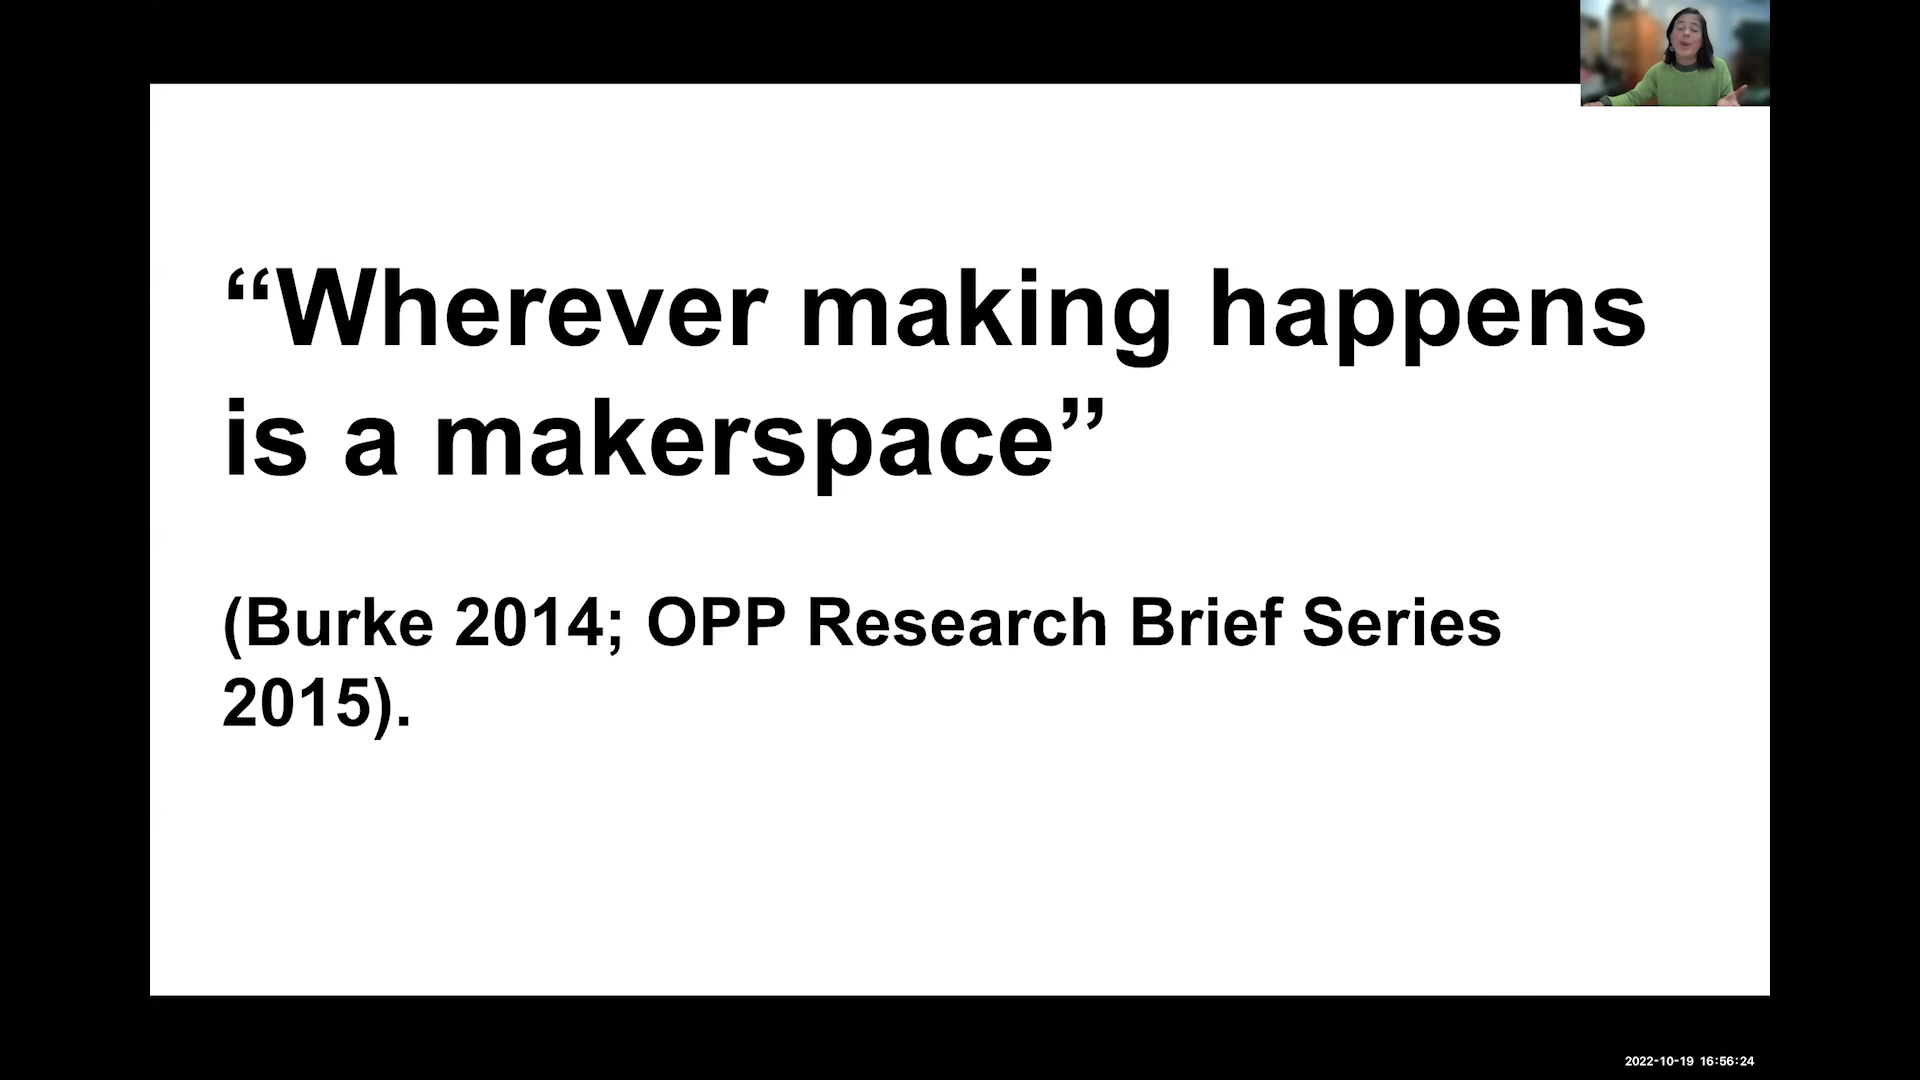 “Wherever making happens
is a makerspace”
(Burke 2014; OPP Research Brief Series
2015).
2022-10-19 16:56:24